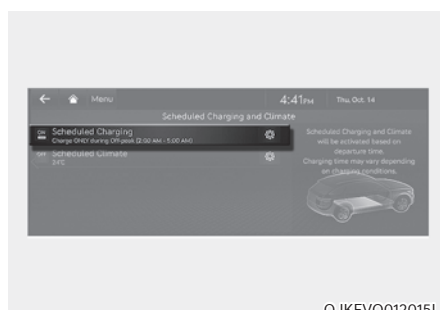 Menu 4:41PM Thu, Oct. 14
Scheduled Charging and Climate
ON Scheduled Charging
Charge ONLY during Off-peak (2:00 AM - 5:00 AM)
OFF Scheduled Climate
24°C
Scheduled Charging and Climate
will be activated based on
departure time.
Charging time may vary depending
on charging conditions.